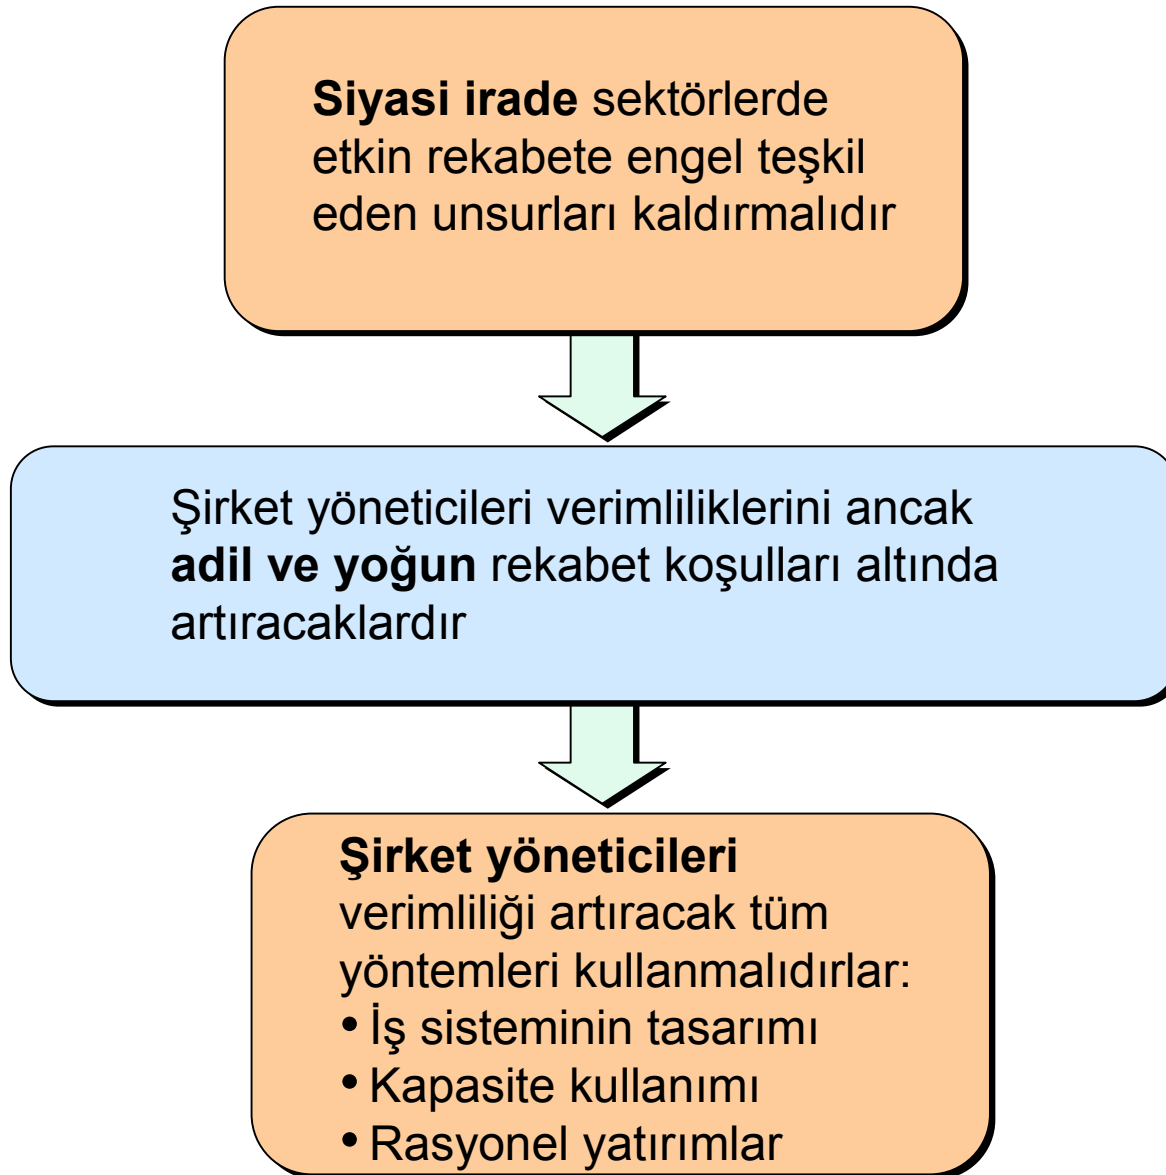 Siyasi irade sektörlerde
etkin rekabete engel teşkil
eden unsurları kaldırmalıdır
Şirket yöneticileri verimliliklerini ancak
adil ve yoğun rekabet koşulları altında
artıracaklardır
Şirket yöneticileri
verimliliği artıracak tüm
yöntemleri kullanmalıdırlar:
• İş sisteminin tasarımı
• Kapasite kullanımı
• Rasyonel yatırımlar